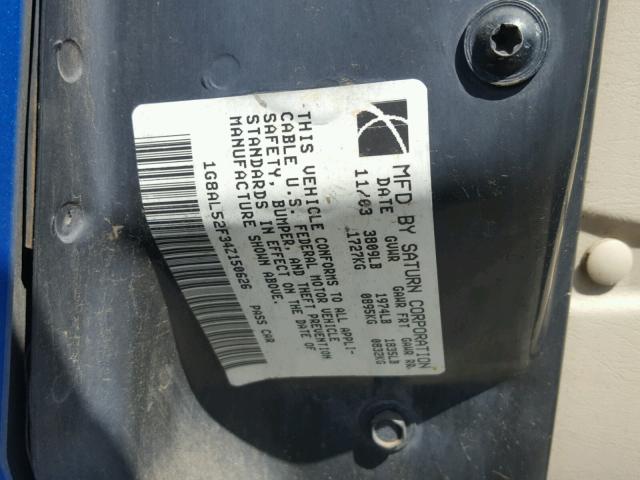 MFD BY SATURN CORPORATION
DATE GVWR GAWR FRT GAWR RR.
11/03 3809LB 1974LB 1835LB
1727KG 0895KG 0832KG
THIS VEHICLE CONFORMS TO ALL APPLI-
CABLE U.S. FEDERAL MOTOR VEHICLE
SAFETY, BUMPER, AND THEFT PREVENTION
STANDARDS IN EFFECT ON THE DATE OF
MANUFACTURE SHOWN ABOVE.
1G8AL52F34Z150626 PASS CAR